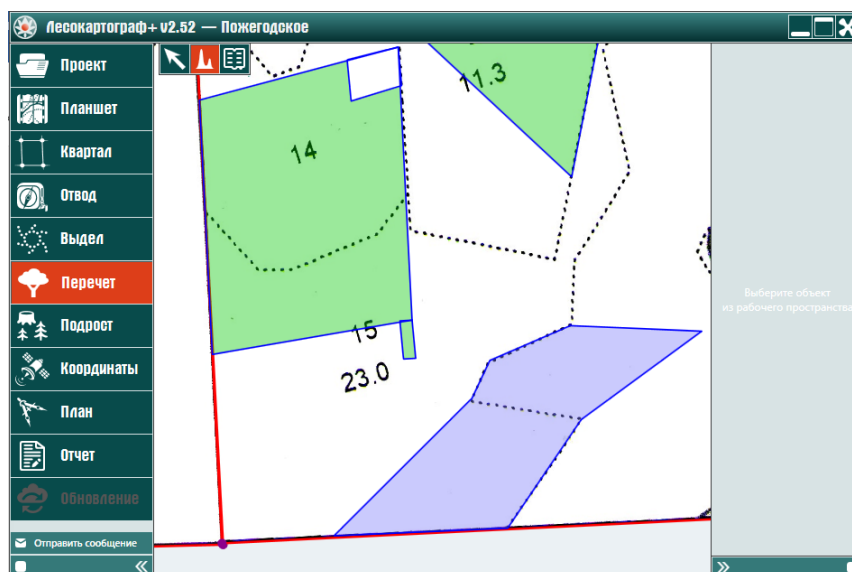 Лесокартограф+ v2.52 — Пожегодское
Проект
Планшет
Квартал
Отвод
Выдел
Перечет
Подрост
Координаты
План
Отчет
Обновление
Отправить сообщение
11.3
14
15
23.0
Выберите объект
из рабочего пространства